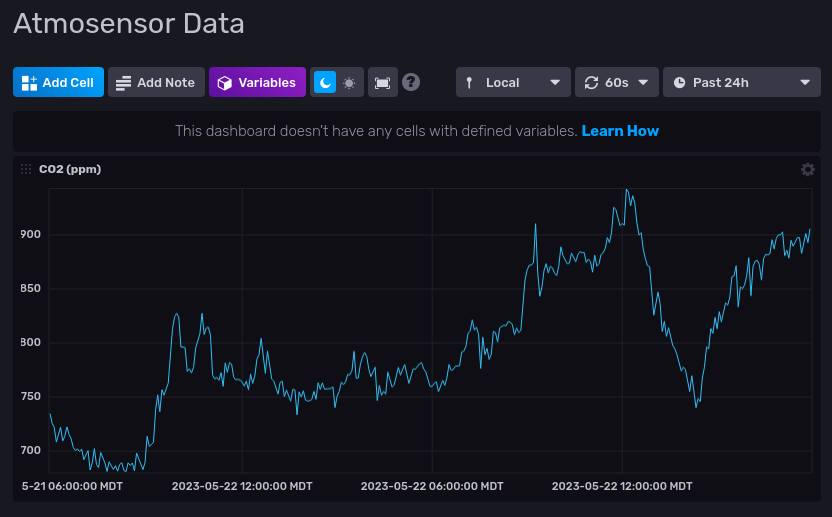 Atmosensor Data
Add Cell Add Note Variables ? Local 60s Past 24h
This dashboard doesn't have any cells with defined variables. Learn How
CO2 (ppm)
900
850
800
750
700
5-21 06:00:00 MDT 2023-05-22 12:00:00 MDT 2023-05-22 06:00:00 MDT 2023-05-22 12:00:00 MDT